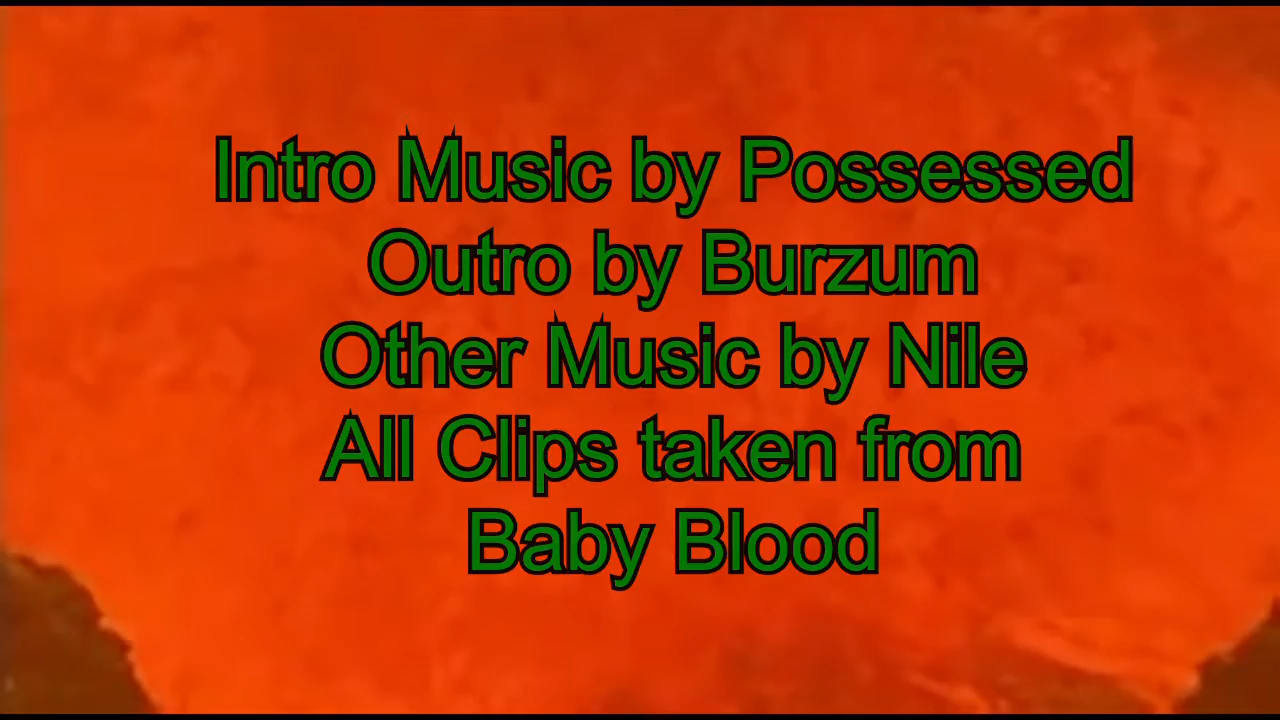 Intro Music by Possessed
Outro by Burzum
Other Music by Nile
All Clips taken from
Baby Blood